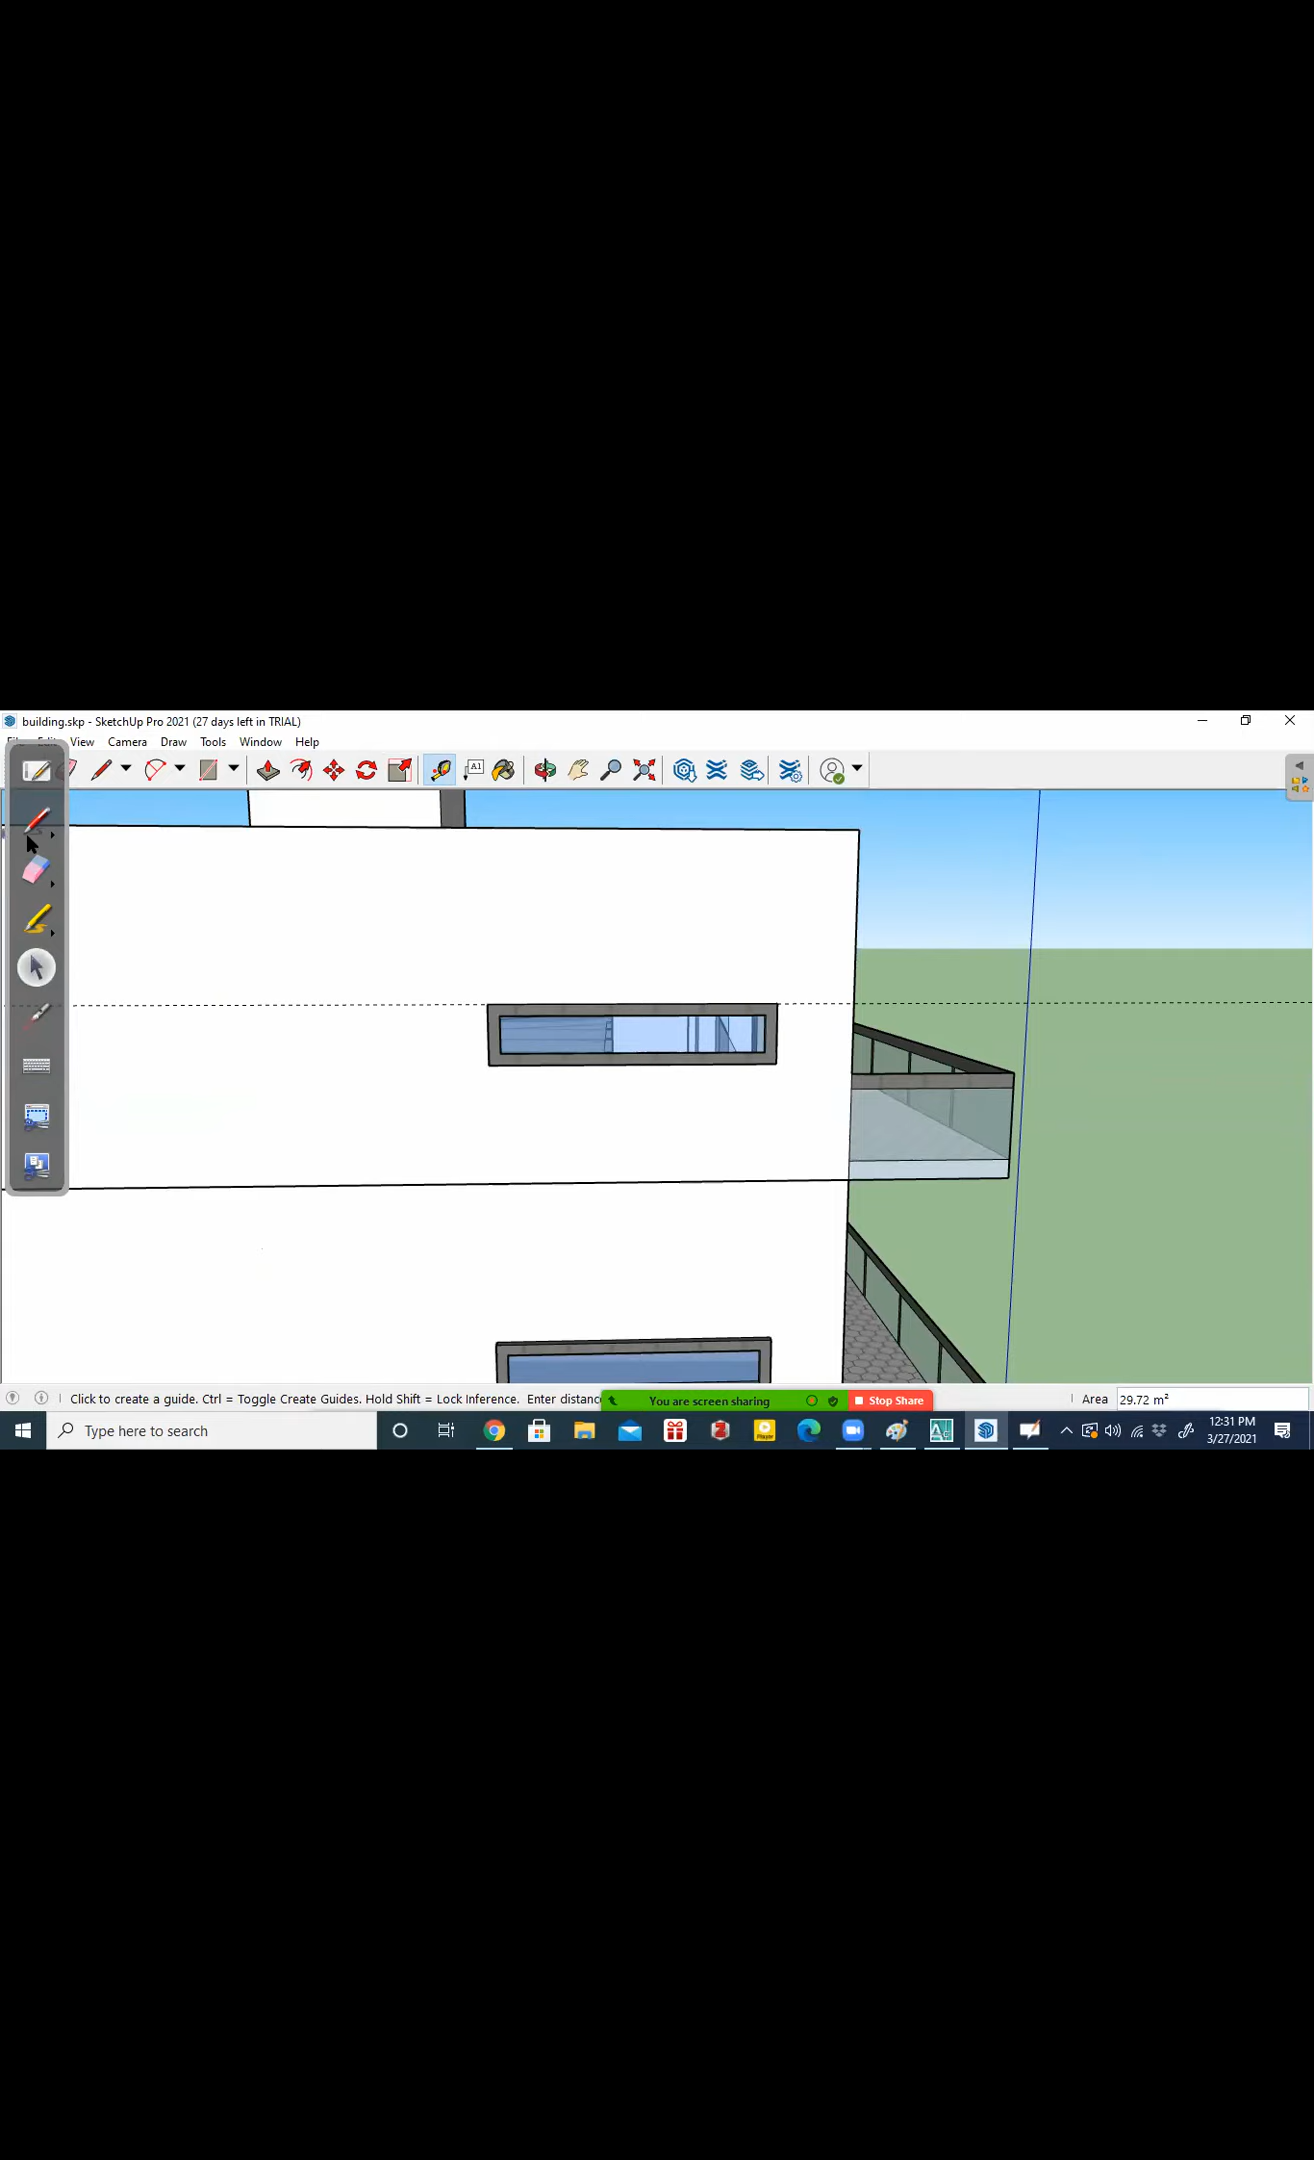 building.skp - SketchUp Pro 2021 (27 days left in TRIAL)
View Camera Draw Tools Window Help
A1
Click to create a guide. Ctrl = Toggle Create Guides. Hold Shift = Lock Inference. Enter
You are screen sharing
Stop Share
Area 29.72 m²
Type here to search
Player
12:31 PM
3/27/2021